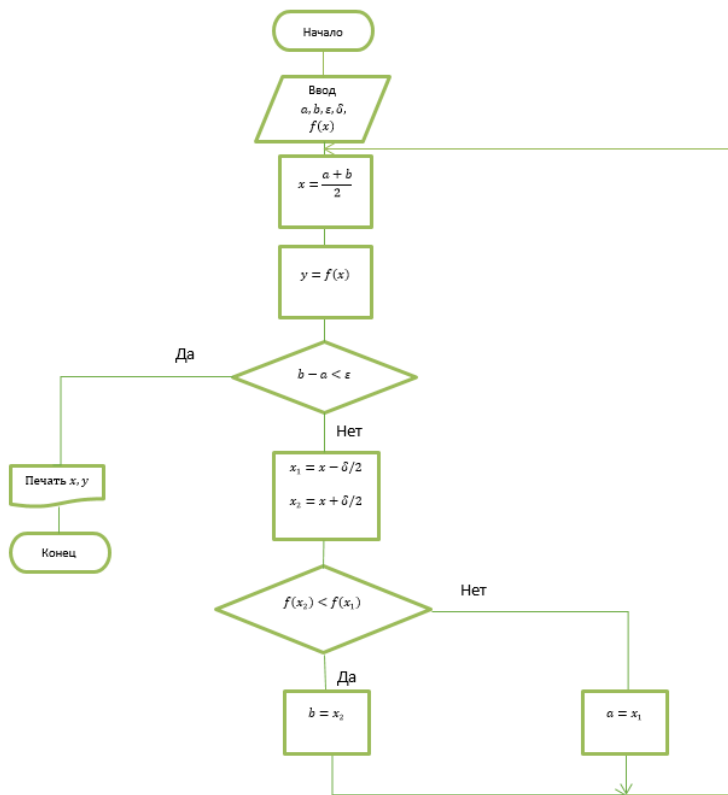 Начало
Ввод
a, b, ε, δ,
f(x)
x = (a + b)/2
y = f(x)
Да
b − a < ε
Нет
x₁ = x − δ/2
x₂ = x + δ/2
Печать x, y
Конец
f(x₂) < f(x₁)
Нет
Да
b = x₂
a = x₁